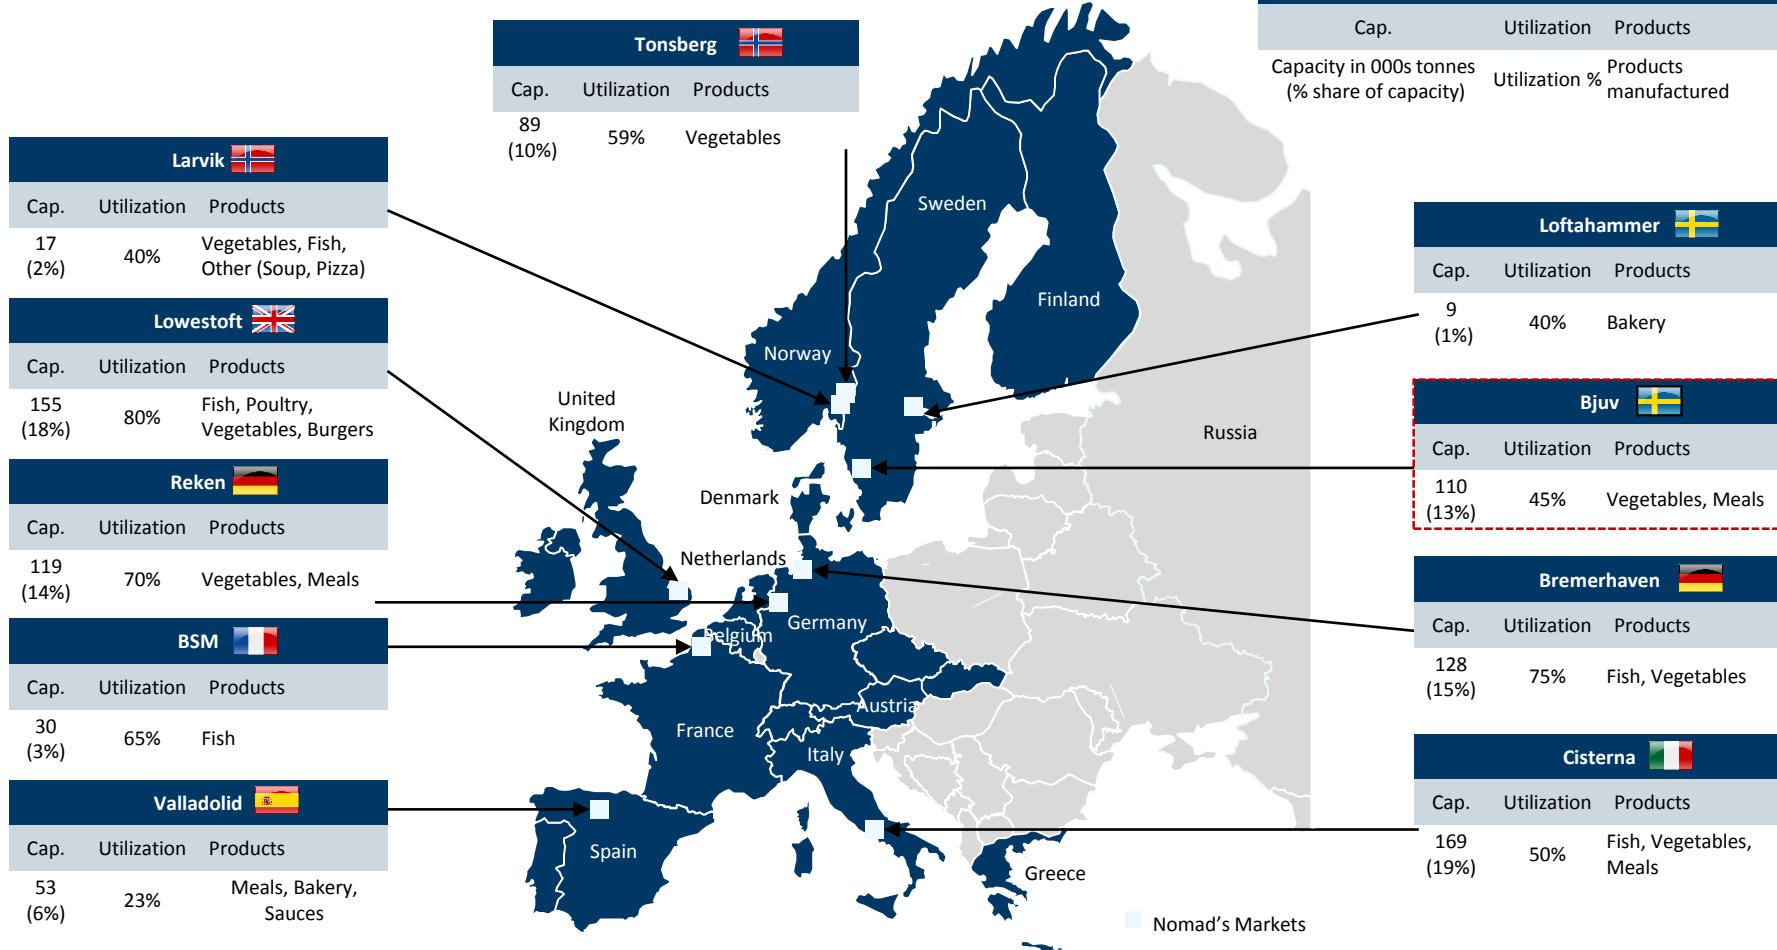 Cap. Utilization Products
Capacity in 000s tonnes
(% share of capacity)
Utilization %
Products
manufactured
Tonsberg
Cap. Utilization Products
89
(10%)
59%
Vegetables
Larvik
Cap. Utilization Products
17
(2%)
40%
Vegetables, Fish,
Other (Soup, Pizza)
Lowestoft
Cap. Utilization Products
155
(18%)
80%
Fish, Poultry,
Vegetables, Burgers
Reken
Cap. Utilization Products
119
(14%)
70%
Vegetables, Meals
BSM
Cap. Utilization Products
30
(3%)
65%
Fish
Valladolid
Cap. Utilization Products
53
(6%)
23%
Meals, Bakery,
Sauces
Loftahammer
Cap. Utilization Products
9
(1%)
40%
Bakery
Bjuv
Cap. Utilization Products
110
(13%)
45%
Vegetables, Meals
Bremerhaven
Cap. Utilization Products
128
(15%)
75%
Fish, Vegetables
Cisterna
Cap. Utilization Products
169
(19%)
50%
Fish, Vegetables,
Meals
Sweden
Finland
Norway
United
Kingdom
Russia
Denmark
Netherlands
Belgium
Germany
Austria
France
Italy
Spain
Greece
Nomad's Markets